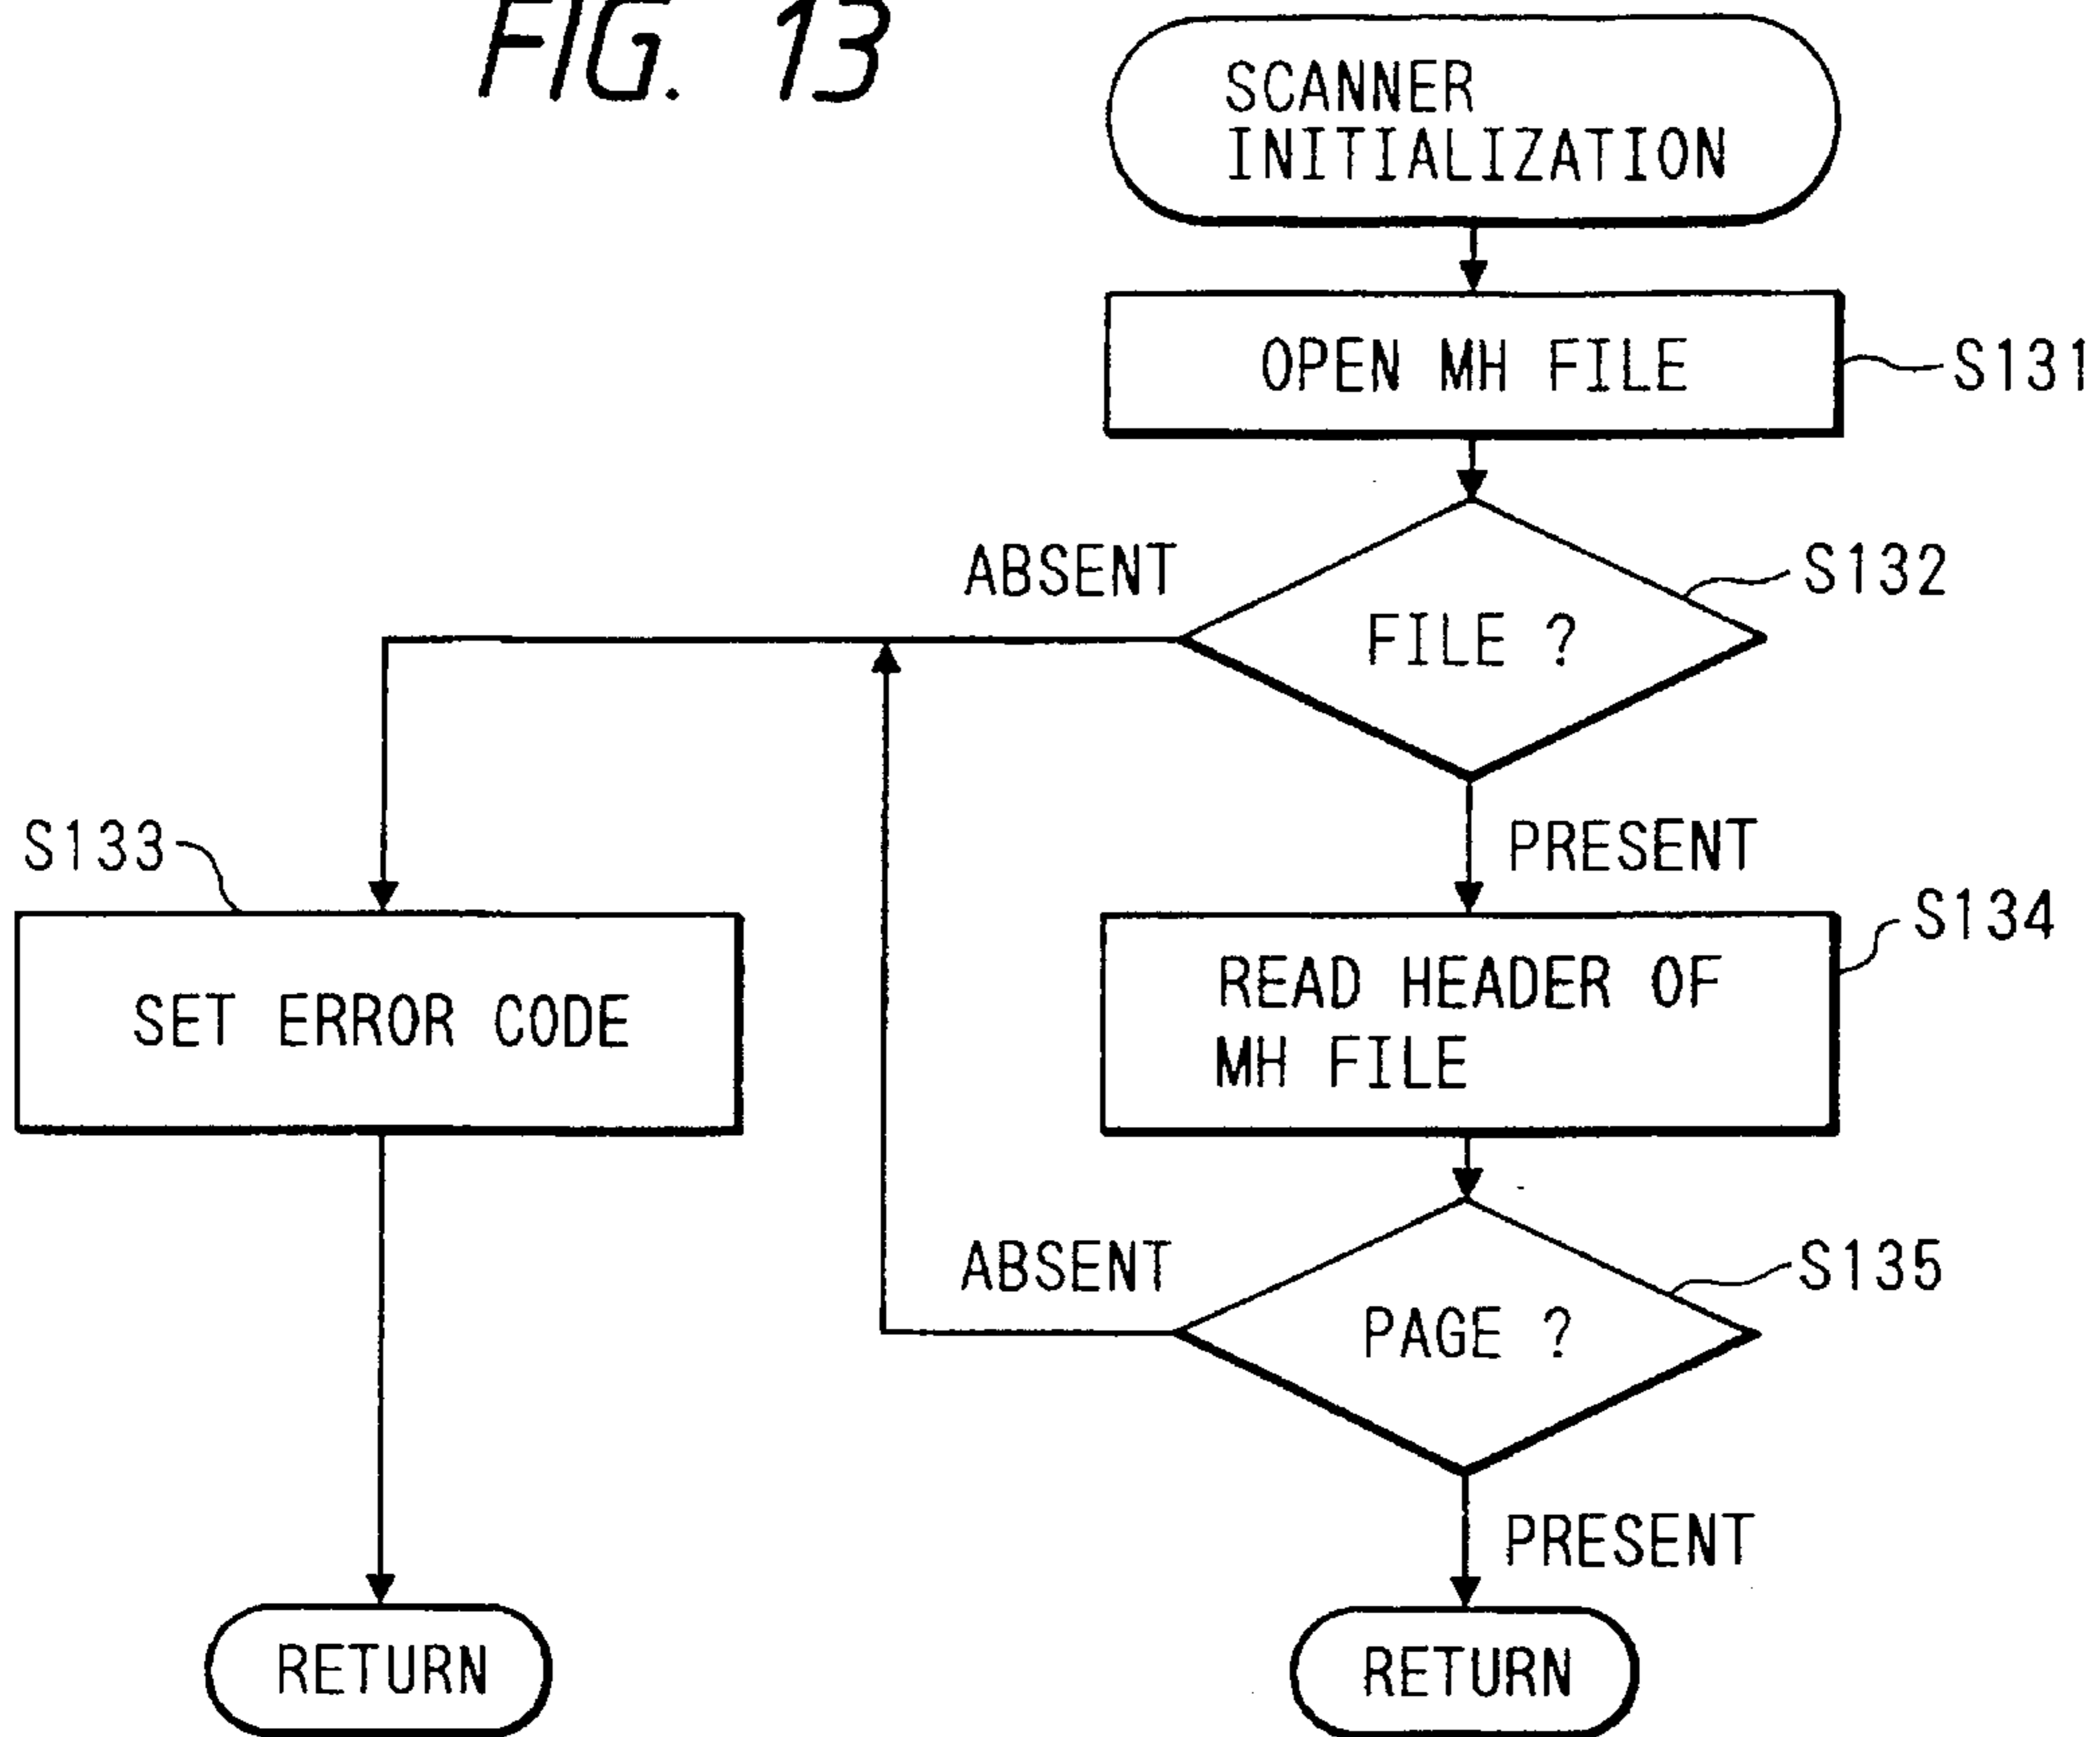 FIG. 13
SCANNER
INITIALIZATION
OPEN MH FILE
S131
ABSENT
S132
FILE ?
PRESENT
S133
S134
SET ERROR CODE
READ HEADER OF
MH FILE
ABSENT
S135
PAGE ?
PRESENT
RETURN
RETURN